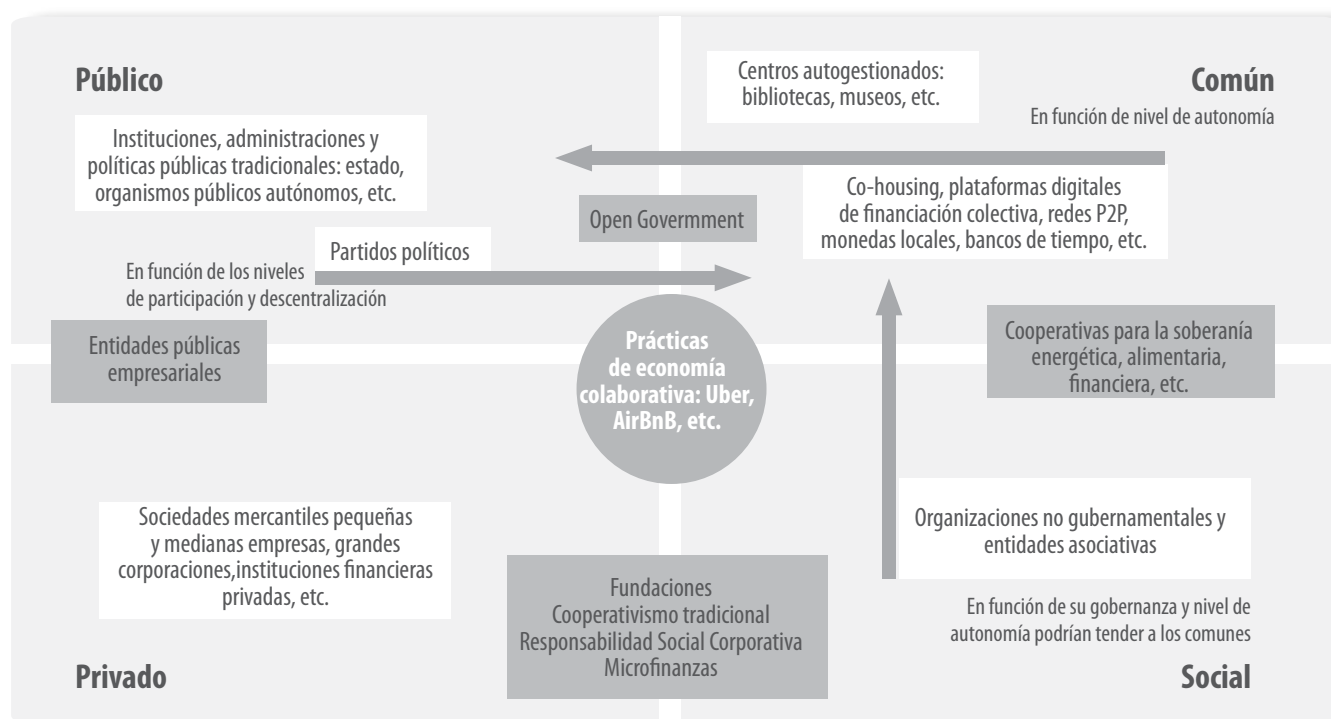 Público
Instituciones, administraciones y
políticas públicas tradicionales: estado,
organismos públicos autónomos, etc.
Partidos políticos
En función de los niveles
de participación y descentralización
Entidades públicas
empresariales
Centros autogestionados:
bibliotecas, museos, etc.
Común
En función de nivel de autonomía
Co-housing, plataformas digitales
de financiación colectiva, redes P2P,
monedas locales, bancos de tiempo, etc.
Open Govermment
Prácticas
de economía
colaborativa: Uber,
AirBnB, etc.
Cooperativas para la soberanía
energética, alimentaria,
financiera, etc.
Sociedades mercantiles pequeñas
y medianas empresas, grandes
corporaciones,instituciones financieras
privadas, etc.
Privado
Fundaciones
Cooperativismo tradicional
Responsabilidad Social Corporativa
Microfinanzas
Organizaciones no gubernamentales y
entidades asociativas
En función de su gobernanza y nivel de
autonomía podrían tender a los comunes
Social